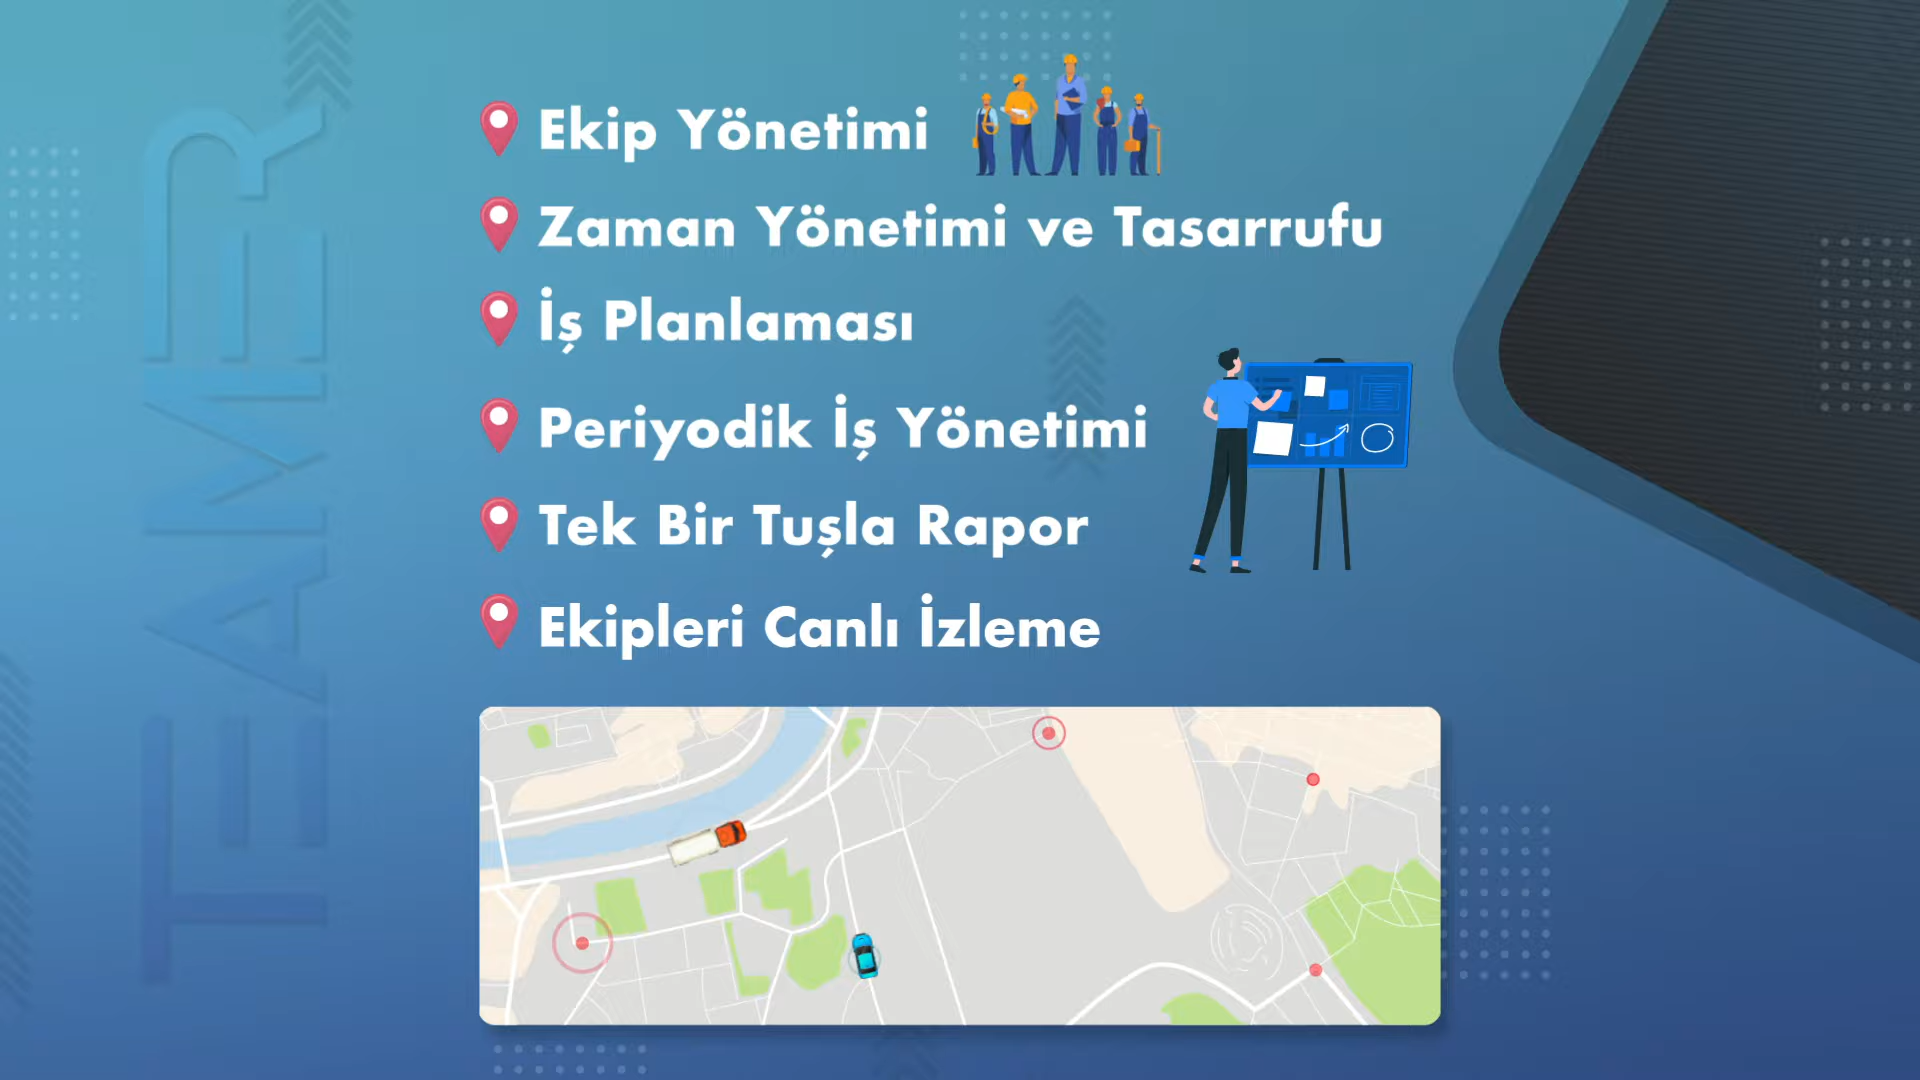 TEAMER
Ekip Yönetimi
Zaman Yönetimi ve Tasarrufu
İş Planlaması
Periyodik İş Yönetimi
Tek Bir Tuşla Rapor
Ekipleri Canlı İzleme